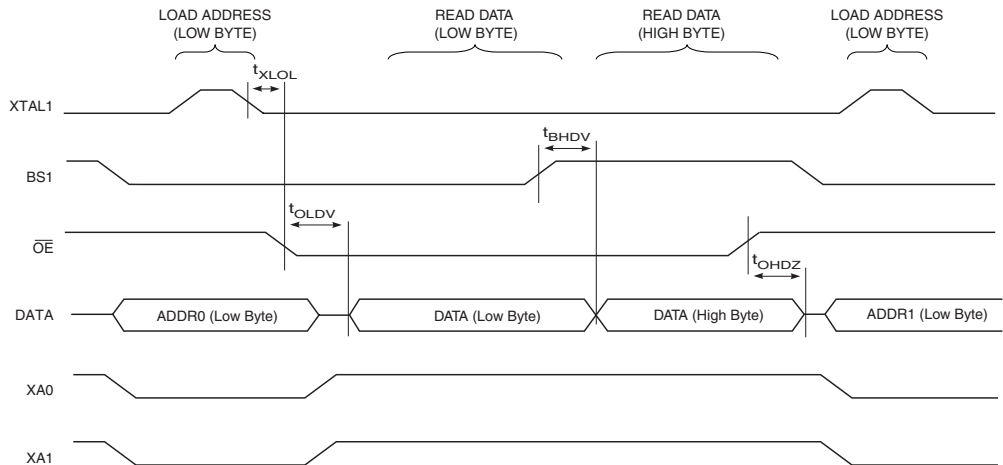 LOAD ADDRESS
(LOW BYTE)
READ DATA
(LOW BYTE)
READ DATA
(HIGH BYTE)
LOAD ADDRESS
(LOW BYTE)
tXLOL
XTAL1
tBHDV
BS1
tOLDV
OE
tOHDZ
DATA
ADDR0 (Low Byte)
DATA (Low Byte)
DATA (High Byte)
ADDR1 (Low Byte)
XA0
XA1